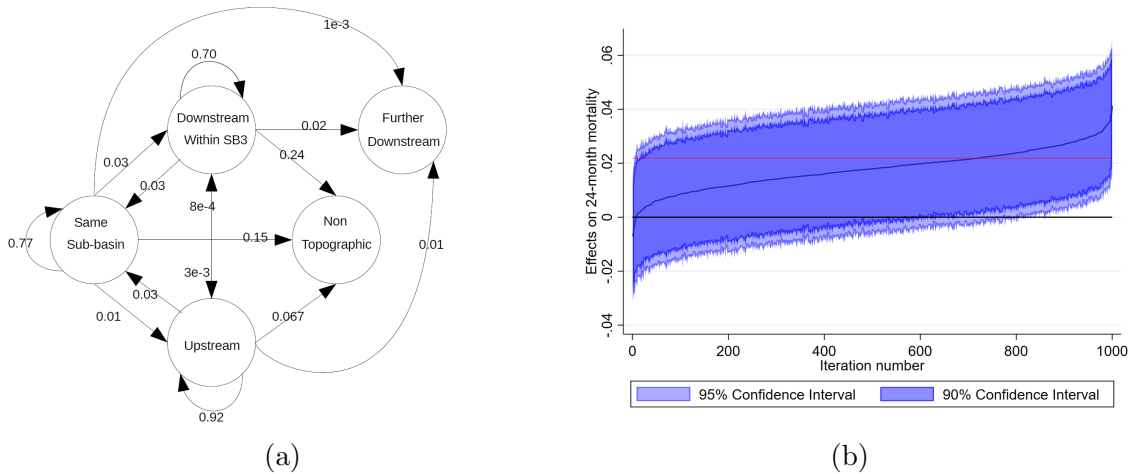 1e-3
0.70
Downstream
Within SB3
Further
Downstream
0.02
0.24
0.03
0.03
8e-4
Same
Sub-basin
Non
Topographic
0.77
0.15
0.01
3e-3
0.03
0.01
0.067
Upstream
0.92
(a)
Effects on 24-month mortality
.06
.04
.02
0
-.02
-.04
0
200
400
600
800
1000
Iteration number
95% Confidence Interval
90% Confidence Interval
(b)